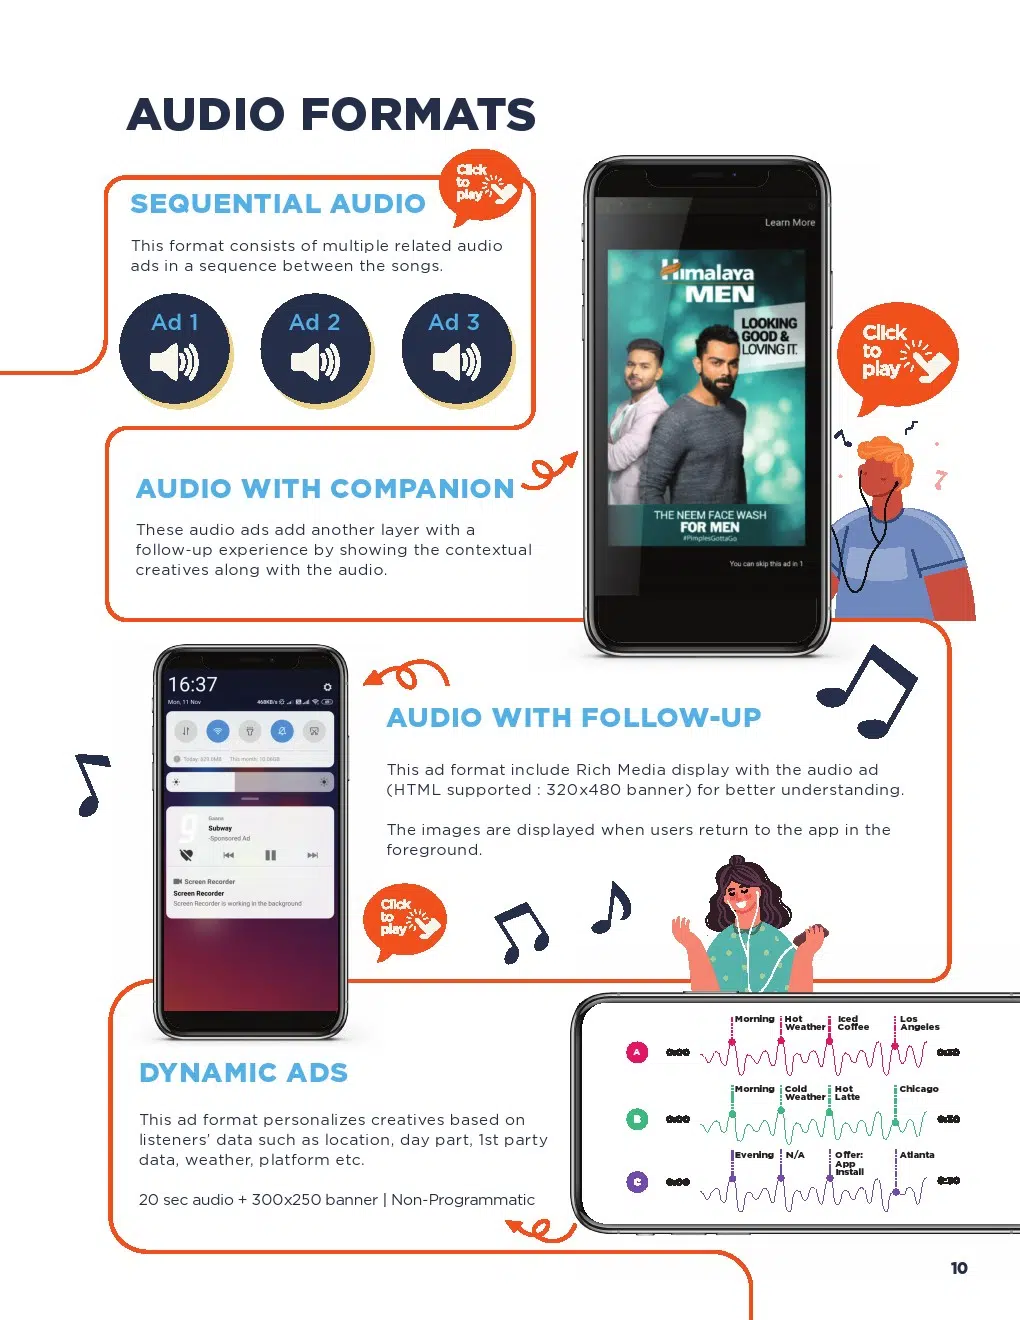 AUDIO FORMATS
Click
to
play
SEQUENTIAL AUDIO
This format consists of multiple related audio
ads in a sequence between the songs.
Ad 1
Ad 2
Ad 3
Learn More
Himalaya
MEN
LOOKING
GOOD &
LOVING IT.
THE NEEM FACE WASH
FOR MEN
#PimplesGottaGo
You can skip this ad in 1
Click
to
play
AUDIO WITH COMPANION
These audio ads add another layer with a
follow-up experience by showing the contextual
creatives along with the audio.
16:37
Mon, 11 Nov
468KB/s
Today: 329.0MB This month: 10.06GB
Gaana
Subway
-Sponsored Ad
Screen Recorder
Screen Recorder
Screen Recorder is working in the background
AUDIO WITH FOLLOW-UP
This ad format include Rich Media display with the audio ad
(HTML supported : 320x480 banner) for better understanding.
The images are displayed when users return to the app in the
foreground.
Click
to
play
DYNAMIC ADS
This ad format personalizes creatives based on
listeners' data such as location, day part, 1st party
data, weather, platform etc.
20 sec audio + 300x250 banner | Non-Programmatic
A
0:00
Morning
Hot
Weather
Iced
Coffee
Los
Angeles
0:30
B
0:00
Morning
Cold
Weather
Hot
Latte
Chicago
0:30
C
0:00
Evening
N/A
Offer:
App
Install
Atlanta
0:30
10